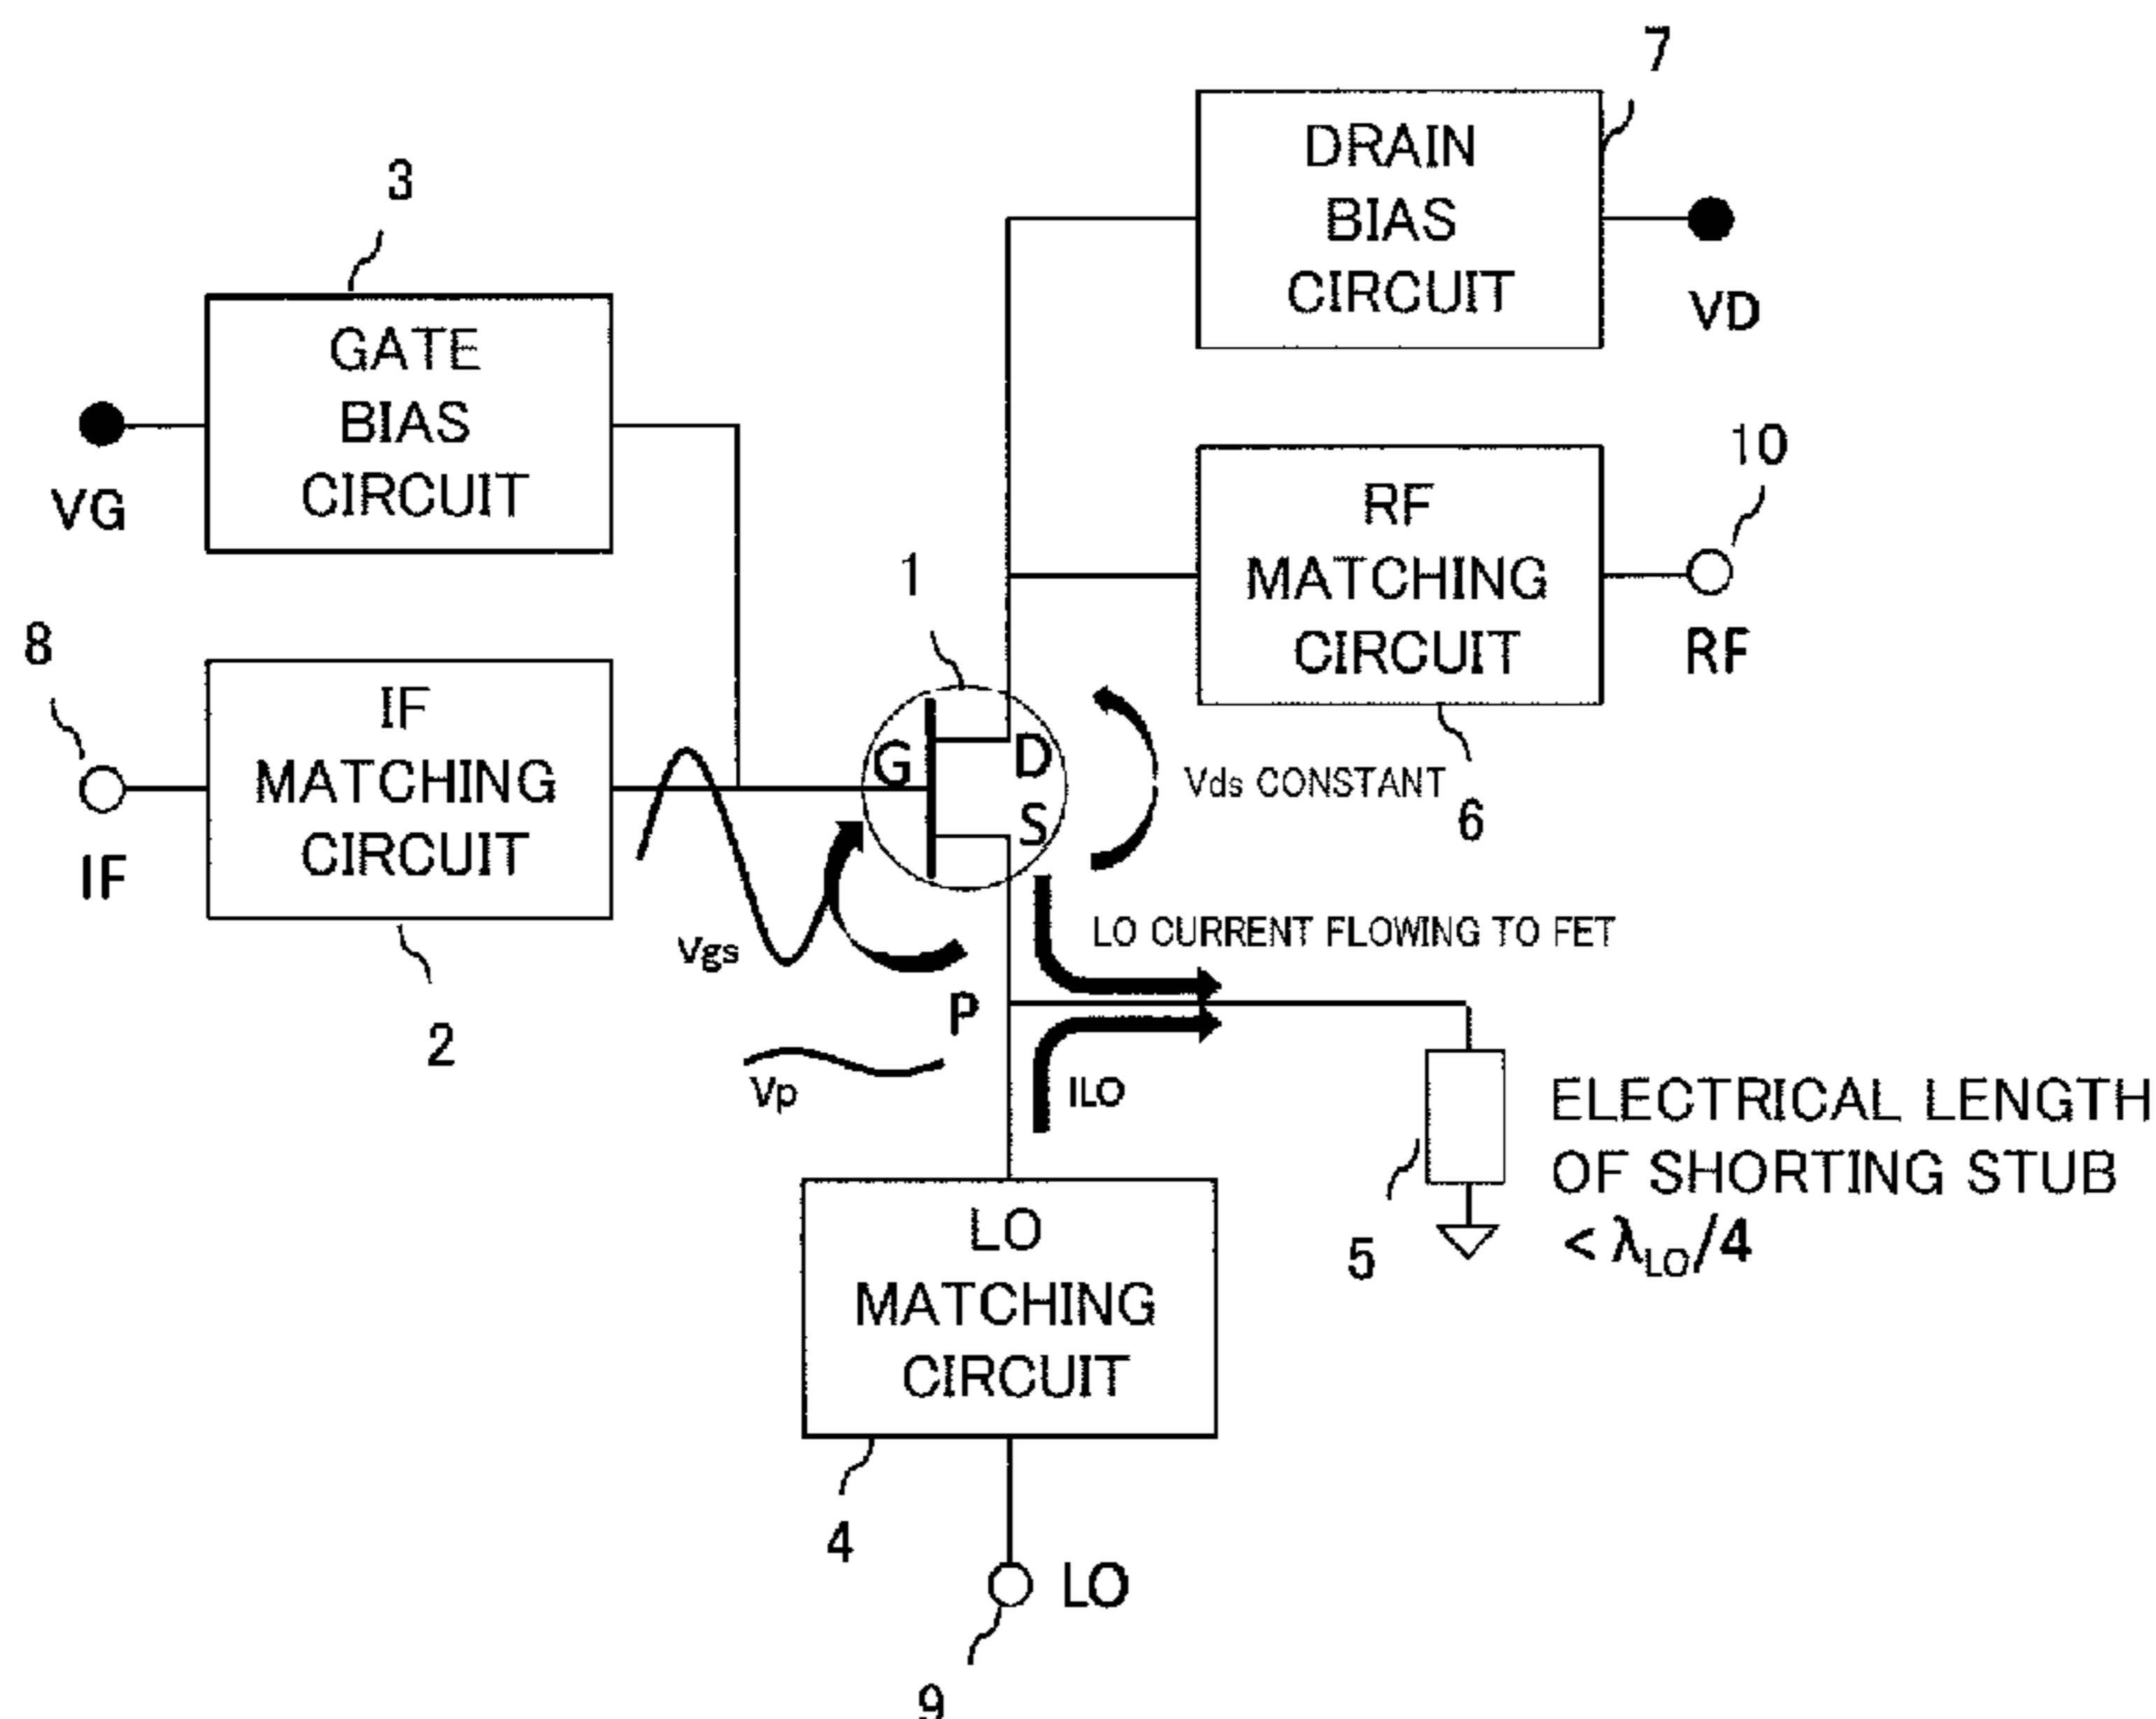 7
DRAIN
BIAS
CIRCUIT
VD
3
GATE
BIAS
CIRCUIT
VG
10
RF
MATCHING
CIRCUIT
RF
1
8
IF
MATCHING
CIRCUIT
IF
G
D
S
Vds CONSTANT
6
Vgs
LO CURRENT FLOWING TO FET
P
2
Vp
ILO
ELECTRICAL LENGTH
OF SHORTING STUB
< λLO/4
5
LO
MATCHING
CIRCUIT
4
LO
9